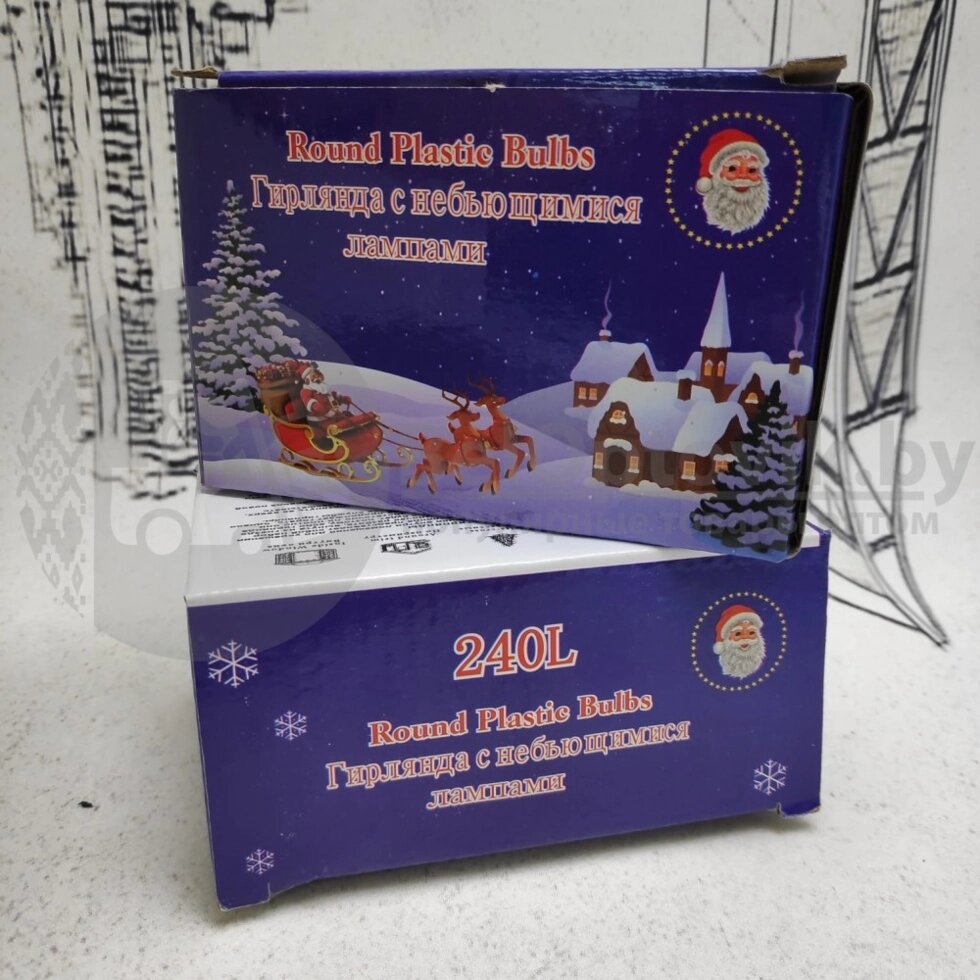 Round Plastic Bulbs
Гирлянда с небьющимися
лампами
240L
Round Plastic Bulbs
Гирлянда с небьющимися
лампами